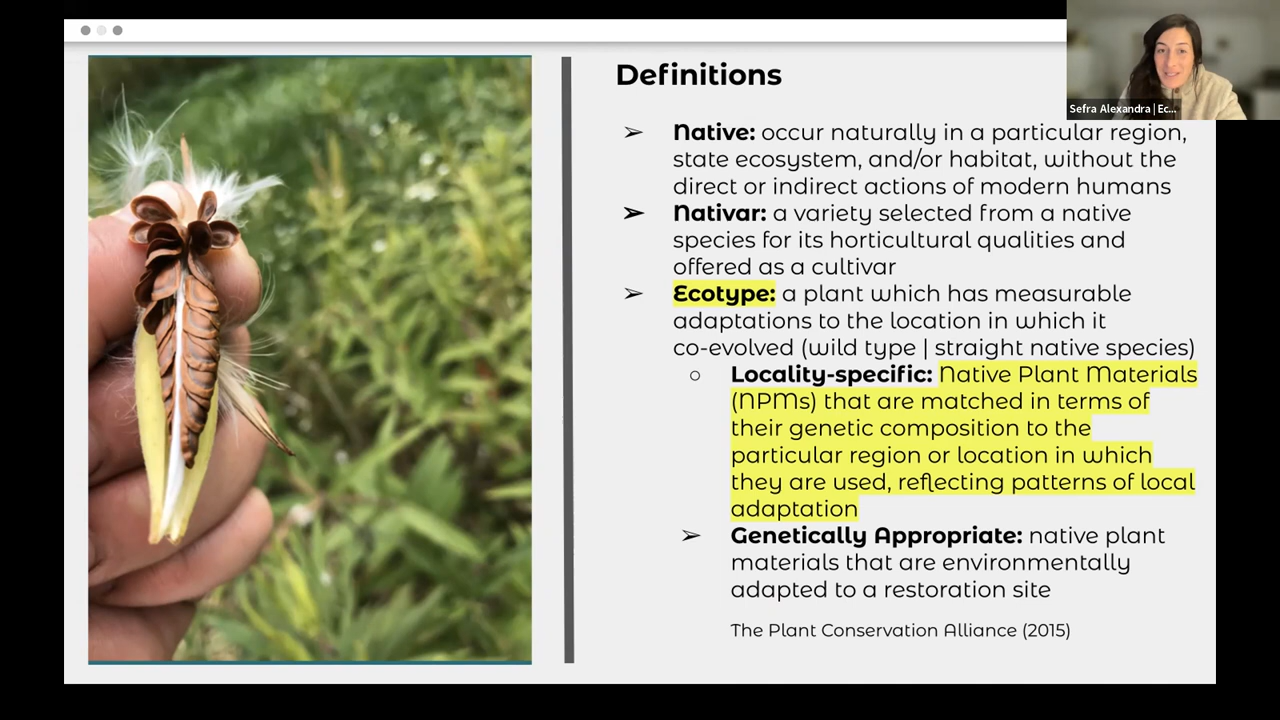 Definitions
Sefra Alexandra | Ec...
➢ Native: occur naturally in a particular region,
state ecosystem, and/or habitat, without the
direct or indirect actions of modern humans
➢ Nativar: a variety selected from a native
species for its horticultural qualities and
offered as a cultivar
➢ Ecotype: a plant which has measurable
adaptations to the location in which it
co-evolved (wild type | straight native species)
○ Locality-specific: Native Plant Materials
(NPMs) that are matched in terms of
their genetic composition to the
particular region or location in which
they are used, reflecting patterns of local
adaptation
➢ Genetically Appropriate: native plant
materials that are environmentally
adapted to a restoration site
The Plant Conservation Alliance (2015)